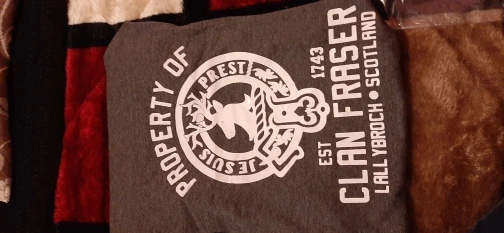 PROPERTY OF
JE SUIS PREST
EST 1743
CLAN FRASER
LALLYBROCH • SCOTLAND